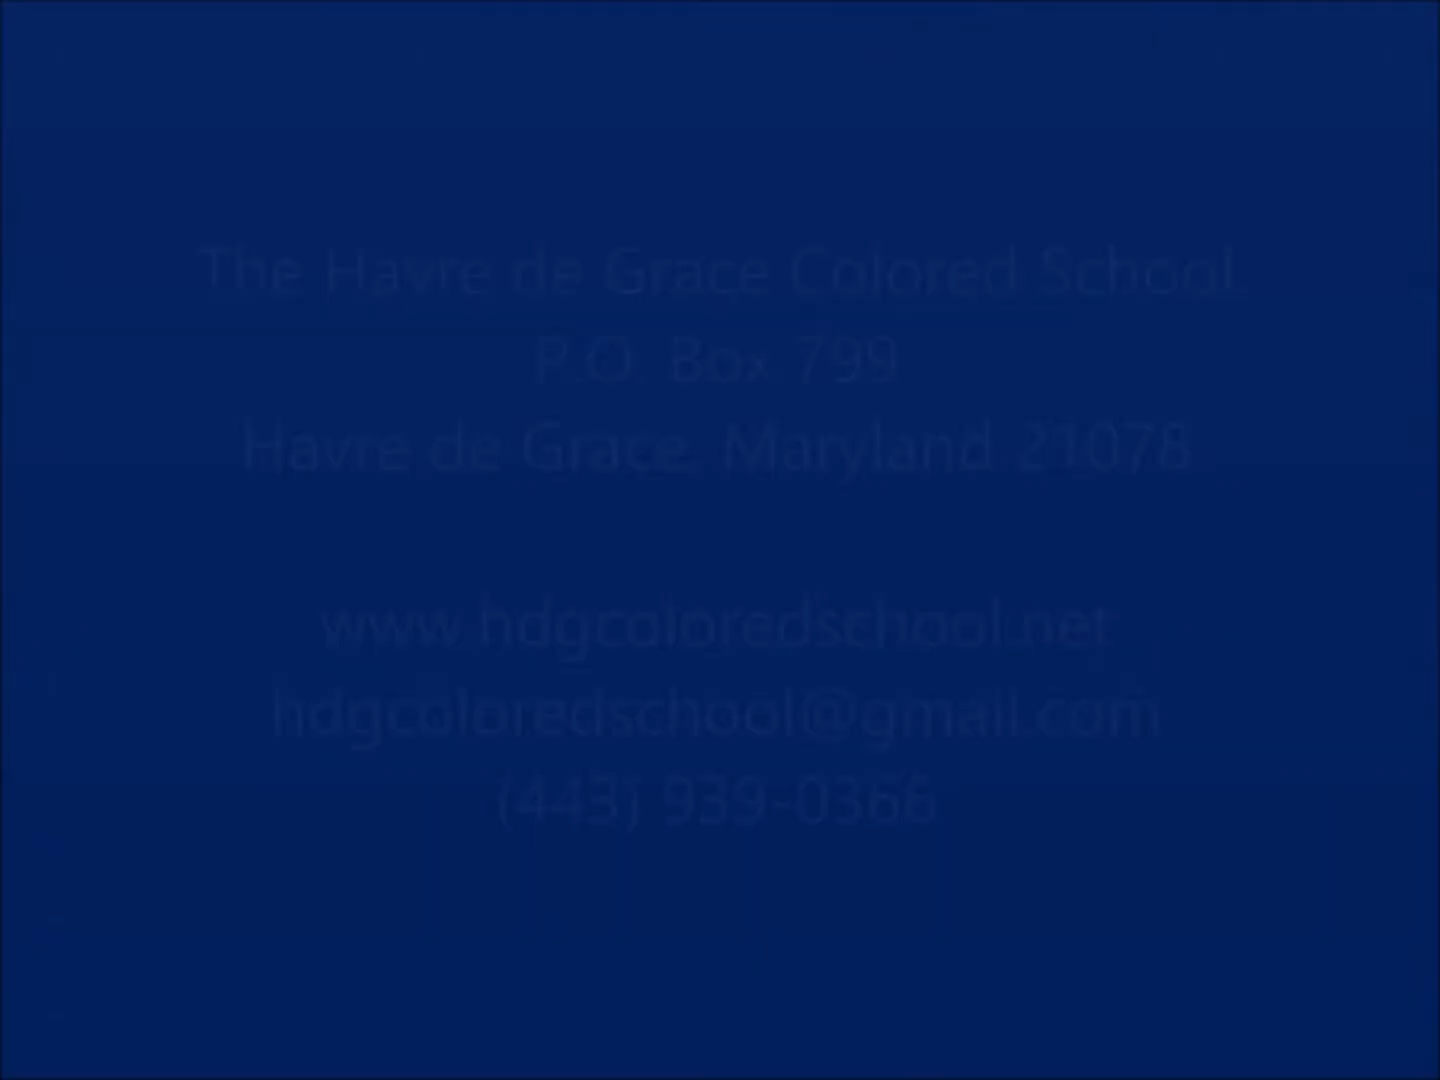 The Havre de Grace Colored School
P.O. Box 799
Havre de Grace, Maryland 21078
www.hdgcoloredschool.net
hdgcoloredschool@gmail.com
(443) 939-0366